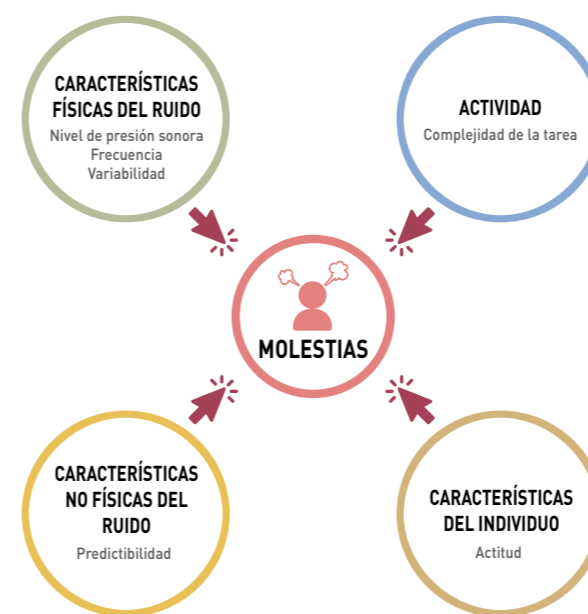 CARACTERÍSTICAS
FÍSICAS DEL RUIDO
Nivel de presión sonora
Frecuencia
Variabilidad
ACTIVIDAD
Complejidad de la tarea
MOLESTIAS
CARACTERÍSTICAS
NO FÍSICAS DEL
RUIDO
Predictibilidad
CARACTERÍSTICAS
DEL INDIVIDUO
Actitud